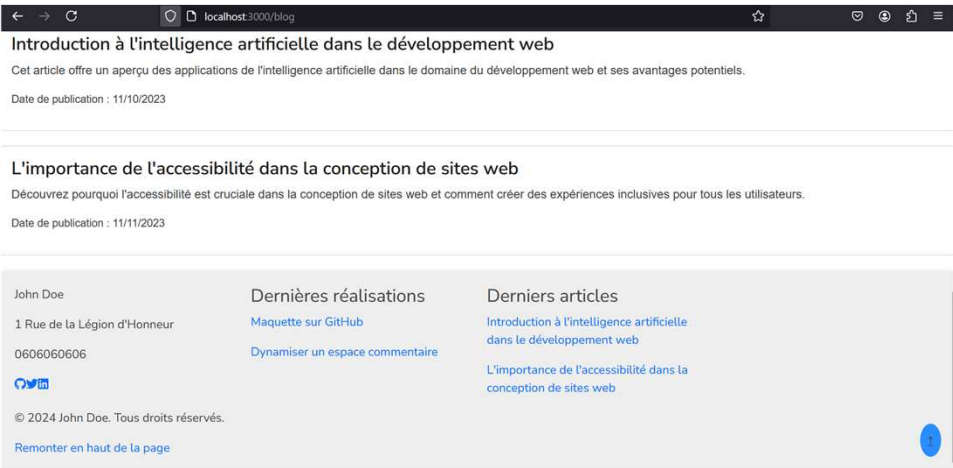 localhost:3000/blog
Introduction à l'intelligence artificielle dans le développement web
Cet article offre un aperçu des applications de l'intelligence artificielle dans le domaine du développement web et ses avantages potentiels.
Date de publication : 11/10/2023
L'importance de l'accessibilité dans la conception de sites web
Découvrez pourquoi l'accessibilité est cruciale dans la conception de sites web et comment créer des expériences inclusives pour tous les utilisateurs.
Date de publication : 11/11/2023
John Doe
1 Rue de la Légion d'Honneur
0606060606
© 2024 John Doe. Tous droits réservés.
Remonter en haut de la page
Dernières réalisations
Maquette sur GitHub
Dynamiser un espace commentaire
Derniers articles
Introduction à l'intelligence artificielle
dans le développement web
L'importance de l'accessibilité dans la
conception de sites web
↑